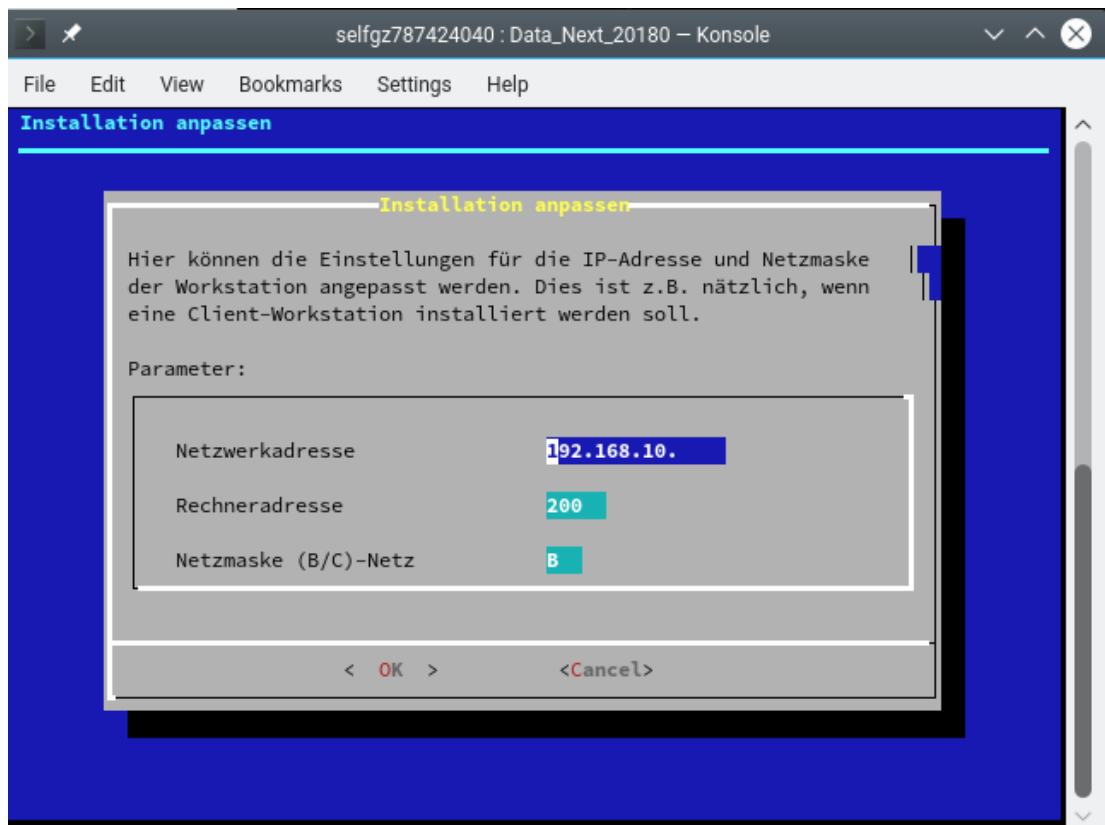 selfgz787424040 : Data_Next_20180 — Konsole
File Edit View Bookmarks Settings Help
Installation anpassen
Installation anpassen
Hier können die Einstellungen für die IP-Adresse und Netzmaske
der Workstation angepasst werden. Dies ist z.B. nützlich, wenn
eine Client-Workstation installiert werden soll.
Parameter:
Netzwerkadresse 192.168.10.
Rechneradresse 200
Netzmaske (B/C)-Netz B
< OK > <Cancel>